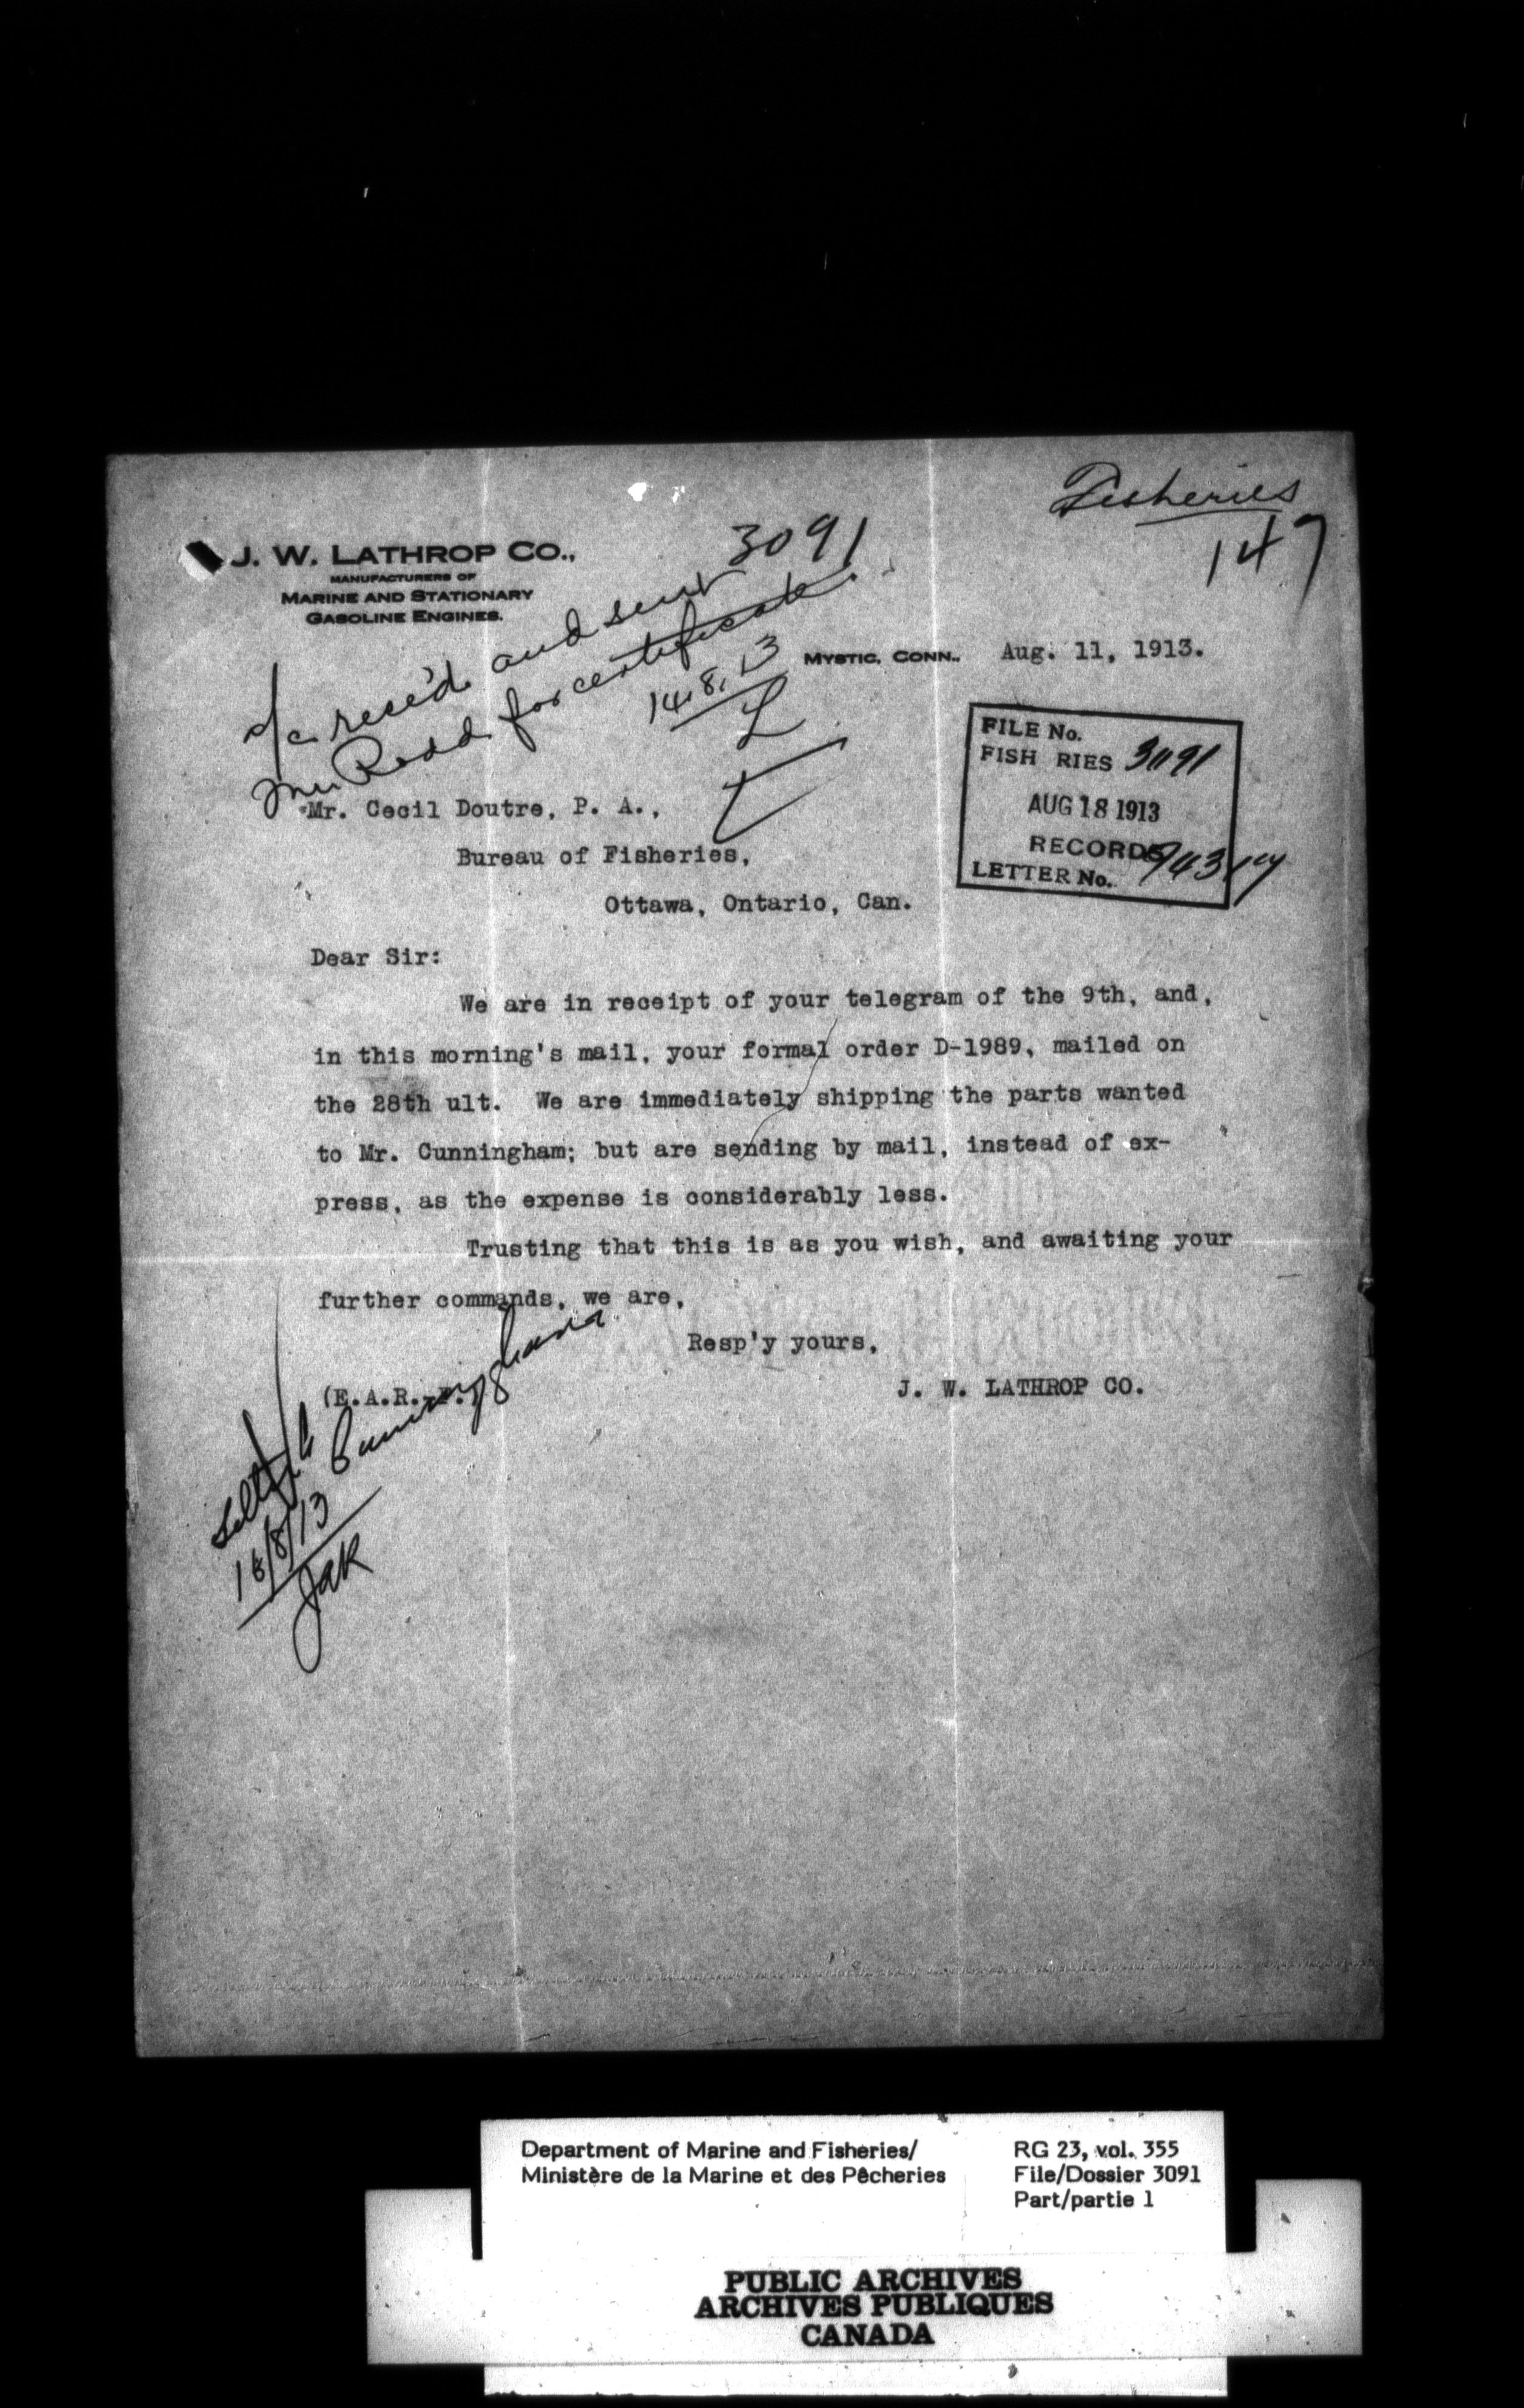 Fisheries
147
3091
J. W. LATHROP CO.,
MANUFACTURERS OF
MARINE AND STATIONARY
GASOLINE ENGINES.
a/c rece'd and sent
Mr Rodd for certificate
14.8.13
MYSTIC, CONN., Aug. 11, 1913.
FILE No.
FISH RIES 3091
AUG 18 1913
RECORDS
LETTER No.
Mr. Cecil Doutre, P. A.,
Bureau of Fisheries,
Ottawa, Ontario, Can.
Dear Sir:
We are in receipt of your telegram of the 9th, and,
in this morning's mail, your formal order D-1989, mailed on
the 28th ult. We are immediately shipping the parts wanted
to Mr. Cunningham; but are sending by mail, instead of ex-
press, as the expense is considerably less.
Trusting that this is as you wish, and awaiting your
further commands, we are,
Resp'y yours,
(E.A.R.
J. W. LATHROP CO.
Cunningham
18/8/13
JAR
Department of Marine and Fisheries/
Ministère de la Marine et des Pêcheries
RG 23, vol. 355
File/Dossier 3091
Part/partie 1
PUBLIC ARCHIVES
ARCHIVES PUBLIQUES
CANADA